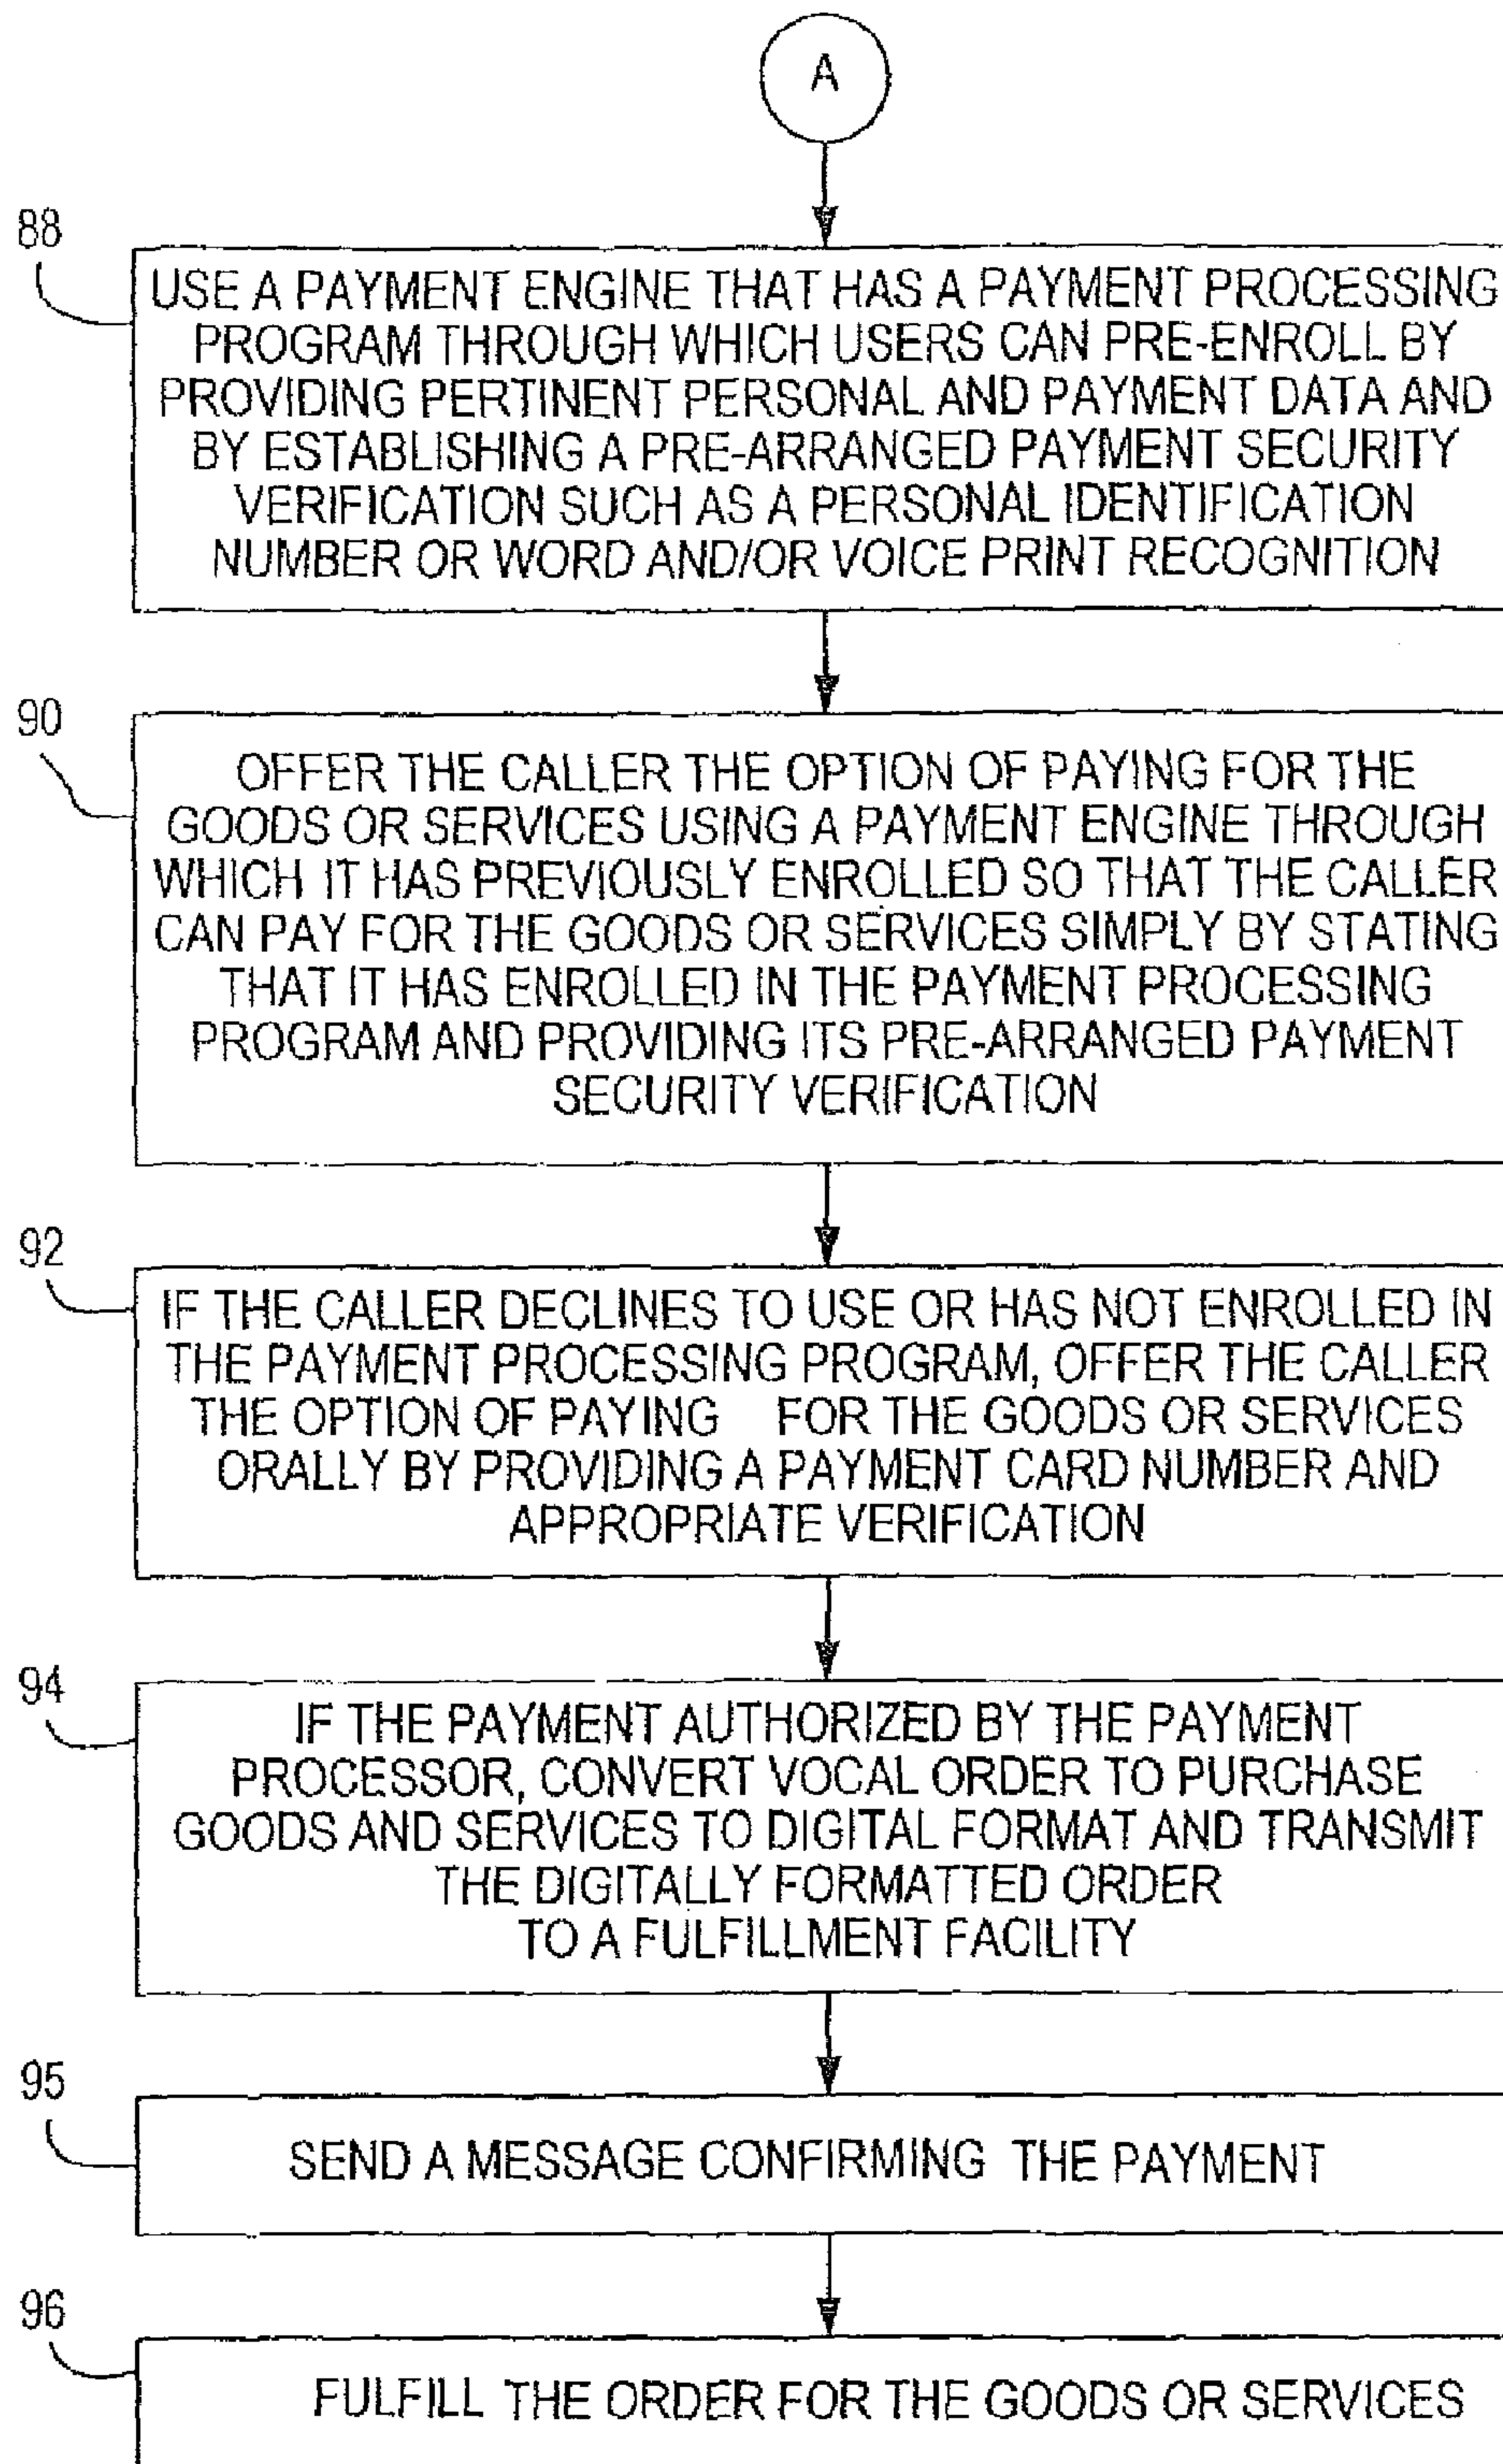 A
88
USE A PAYMENT ENGINE THAT HAS A PAYMENT PROCESSING
PROGRAM THROUGH WHICH USERS CAN PRE-ENROLL BY
PROVIDING PERTINENT PERSONAL AND PAYMENT DATA AND
BY ESTABLISHING A PRE-ARRANGED PAYMENT SECURITY
VERIFICATION SUCH AS A PERSONAL IDENTIFICATION
NUMBER OR WORD AND/OR VOICE PRINT RECOGNITION
90
OFFER THE CALLER THE OPTION OF PAYING FOR THE
GOODS OR SERVICES USING A PAYMENT ENGINE THROUGH
WHICH IT HAS PREVIOUSLY ENROLLED SO THAT THE CALLER
CAN PAY FOR THE GOODS OR SERVICES SIMPLY BY STATING
THAT IT HAS ENROLLED IN THE PAYMENT PROCESSING
PROGRAM AND PROVIDING ITS PRE-ARRANGED PAYMENT
SECURITY VERIFICATION
92
IF THE CALLER DECLINES TO USE OR HAS NOT ENROLLED IN
THE PAYMENT PROCESSING PROGRAM, OFFER THE CALLER
THE OPTION OF PAYING FOR THE GOODS OR SERVICES
ORALLY BY PROVIDING A PAYMENT CARD NUMBER AND
APPROPRIATE VERIFICATION
94
IF THE PAYMENT AUTHORIZED BY THE PAYMENT
PROCESSOR, CONVERT VOCAL ORDER TO PURCHASE
GOODS AND SERVICES TO DIGITAL FORMAT AND TRANSMIT
THE DIGITALLY FORMATTED ORDER
TO A FULFILLMENT FACILITY
95
SEND A MESSAGE CONFIRMING THE PAYMENT
96
FULFILL THE ORDER FOR THE GOODS OR SERVICES